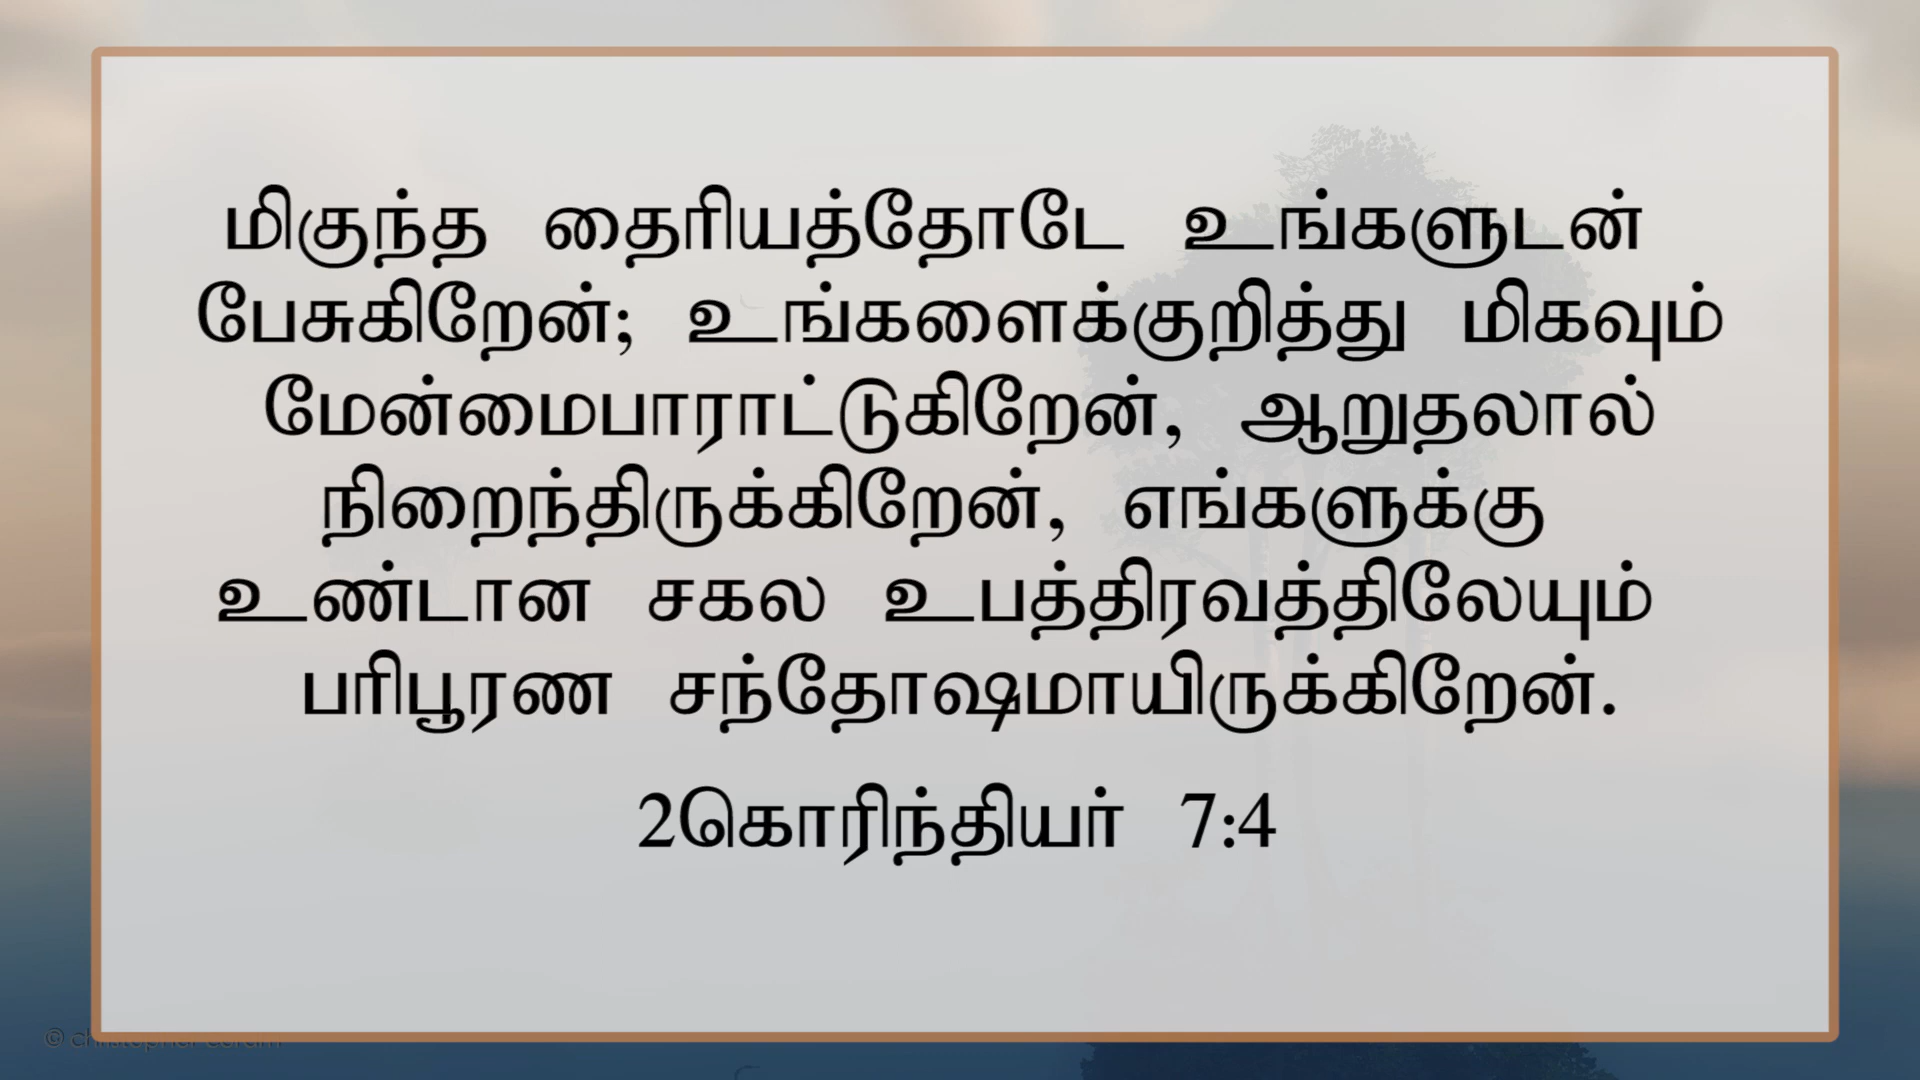 மிகுந்த தைரியத்தோடே உங்களுடன்
பேசுகிறேன்; உங்களைக்குறித்து மிகவும்
மேன்மைபாராட்டுகிறேன், ஆறுதலால்
நிறைந்திருக்கிறேன், எங்களுக்கு
உண்டான சகல உபத்திரவத்திலேயும்
பரிபூரண சந்தோஷமாயிருக்கிறேன்.
2கொரிந்தியர் 7:4
©